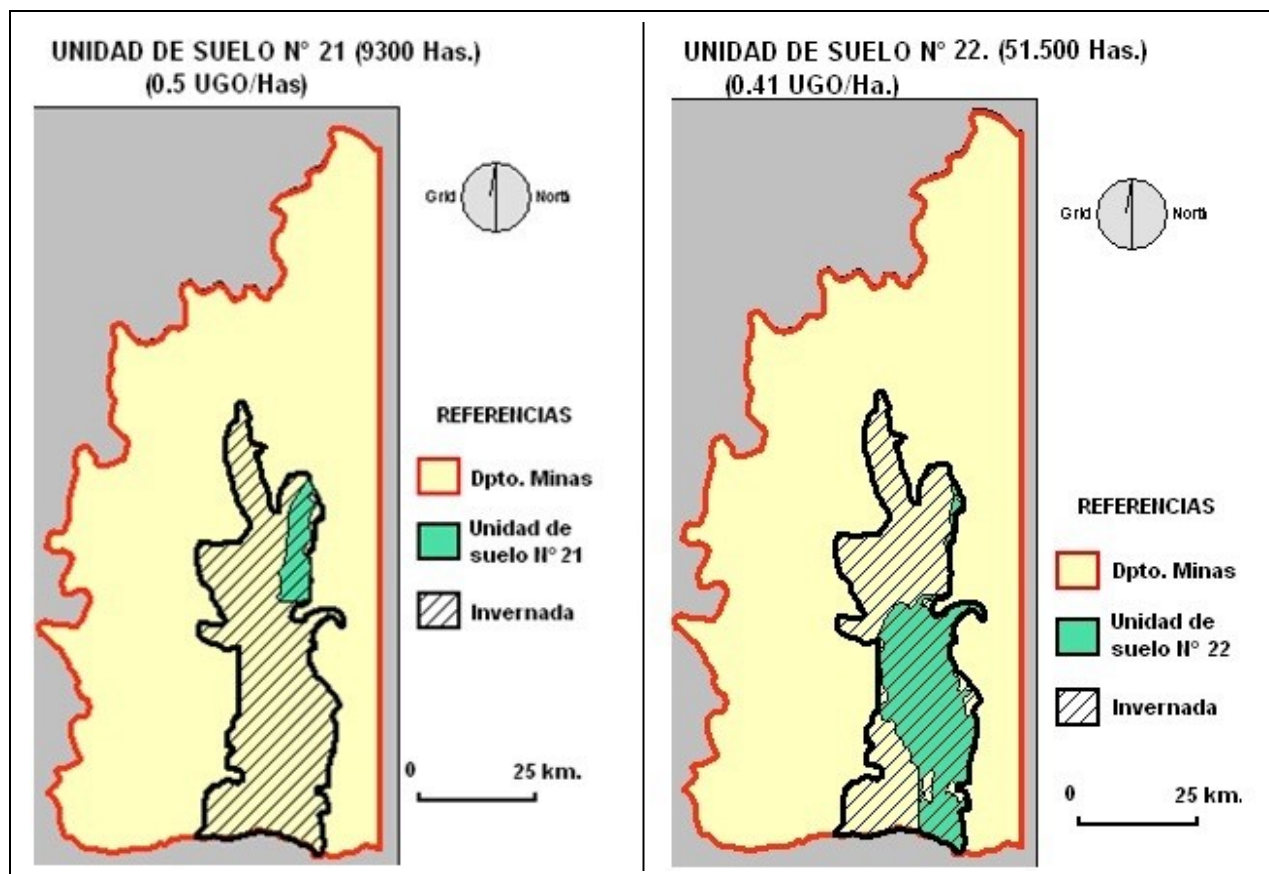 UNIDAD DE SUELO N° 21 (9300 Has.)
(0.5 UGO/Has)
Grid North
REFERENCIAS
Dpto. Minas
Unidad de
suelo N° 21
Invernada
0 25 km.
UNIDAD DE SUELO N° 22. (51.500 Has.)
(0.41 UGO/Ha.)
Grid North
REFERENCIAS
Dpto. Minas
Unidad de
suelo N° 22
Invernada
0 25 km.